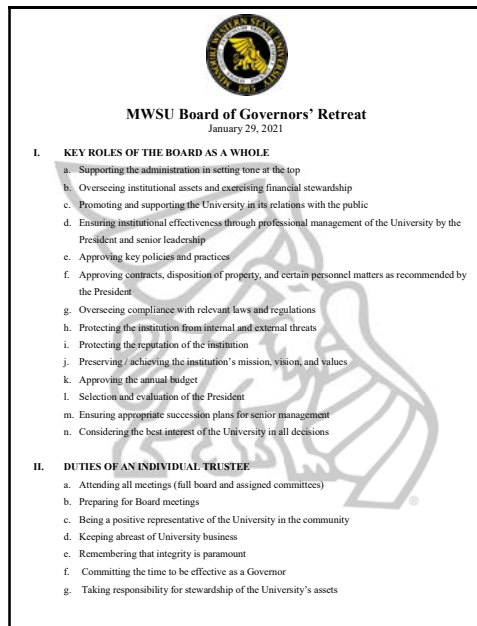 MISSOURI WESTERN STATE UNIVERSITY
1915
MWSU Board of Governors' Retreat
January 29, 2021
I. KEY ROLES OF THE BOARD AS A WHOLE
a. Supporting the administration in setting tone at the top
b. Overseeing institutional assets and exercising financial stewardship
c. Promoting and supporting the University in its relations with the public
d. Ensuring institutional effectiveness through professional management of the University by the
President and senior leadership
e. Approving key policies and practices
f. Approving contracts, disposition of property, and certain personnel matters as recommended by
the President
g. Overseeing compliance with relevant laws and regulations
h. Protecting the institution from internal and external threats
i. Protecting the reputation of the institution
j. Preserving / achieving the institution's mission, vision, and values
k. Approving the annual budget
l. Selection and evaluation of the President
m. Ensuring appropriate succession plans for senior management
n. Considering the best interest of the University in all decisions
II. DUTIES OF AN INDIVIDUAL TRUSTEE
a. Attending all meetings (full board and assigned committees)
b. Preparing for Board meetings
c. Being a positive representative of the University in the community
d. Keeping abreast of University business
e. Remembering that integrity is paramount
f. Committing the time to be effective as a Governor
g. Taking responsibility for stewardship of the University's assets
®